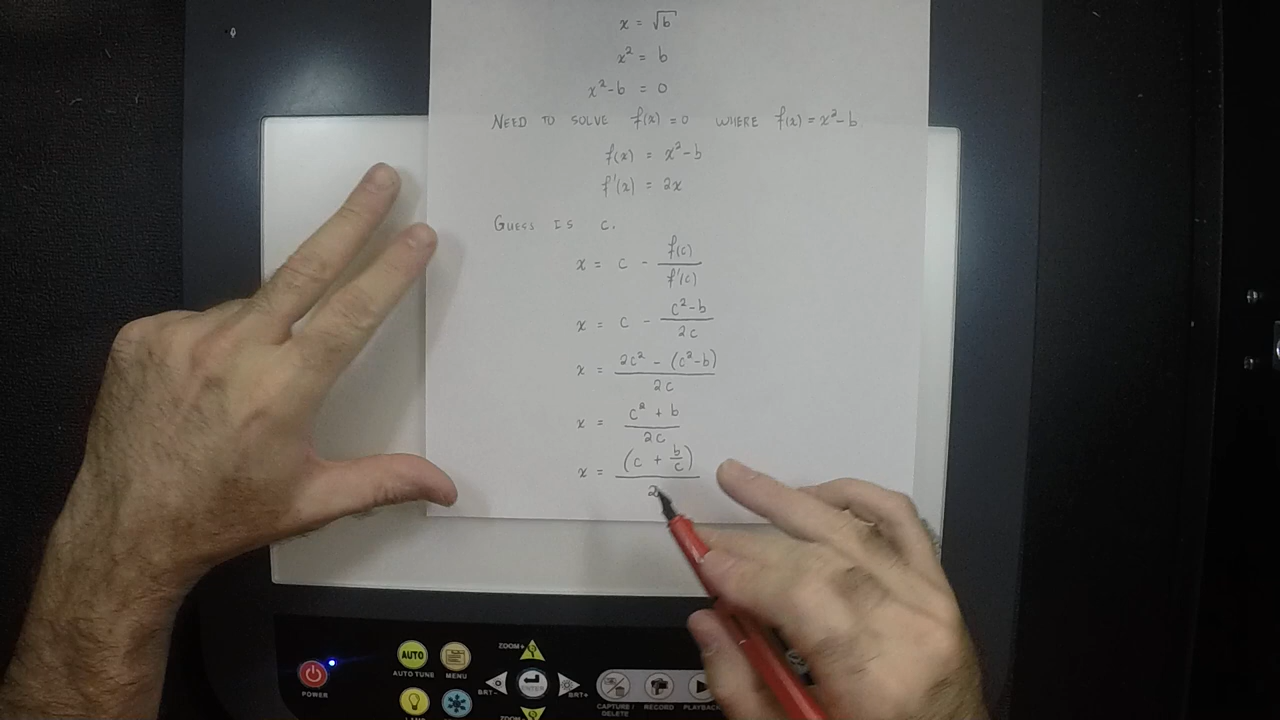 x = √b
x² = b
x²-b = 0
NEED TO SOLVE f(x) = 0 WHERE f(x) = x²-b
f(x) = x²-b
f'(x) = 2x
GUESS IS C.
x = c - f(c)/f'(c)
x = c - (c²-b)/2c
x = (2c² - (c²-b))/2c
x = (c² + b)/2c
x = (c + b/c)/2
ZOOM+
AUTO
AUTO TUNE
MENU
POWER
BRT-
ENTER
BRT+
CAPTURE / DELETE
RECORD
PLAYBACK